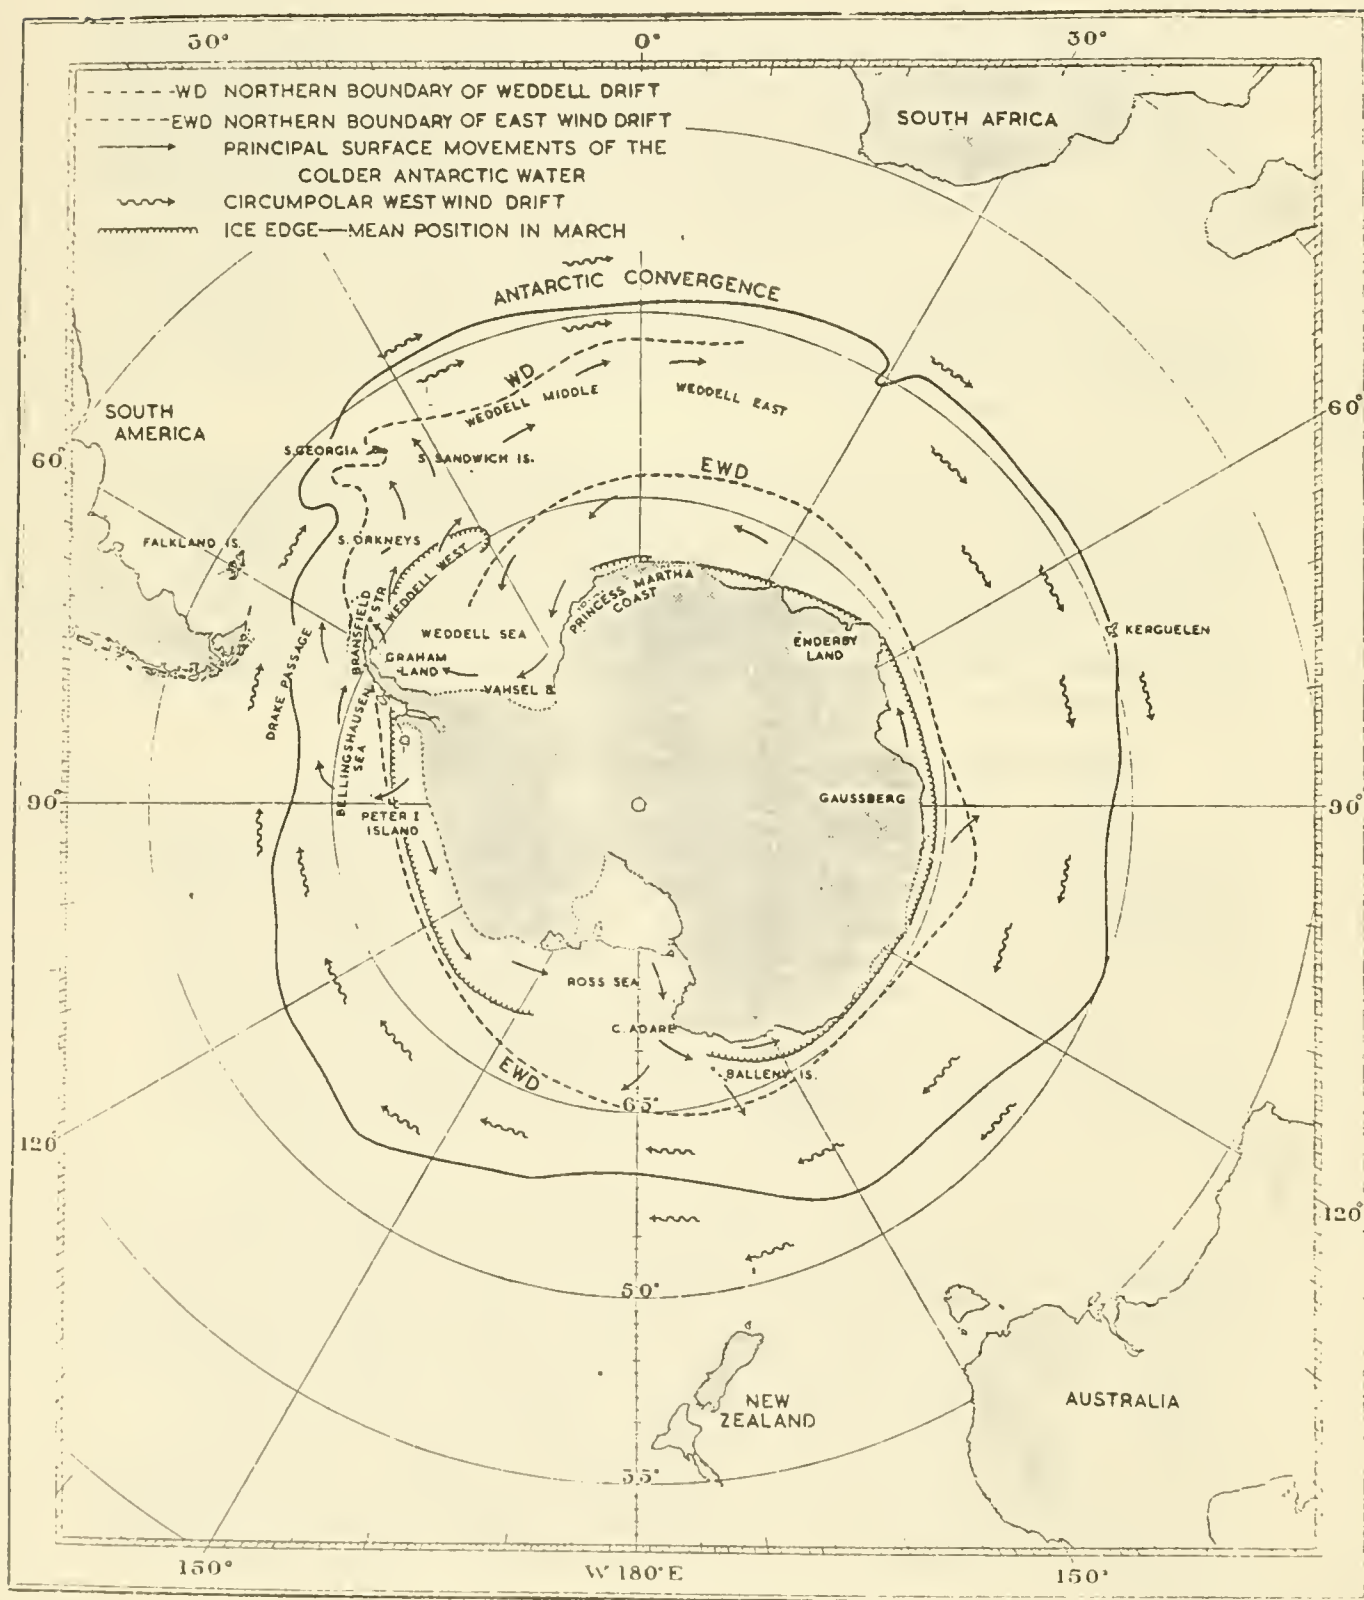 30°
0°
30°
WD NORTHERN BOUNDARY OF WEDDELL DRIFT
EWD NORTHERN BOUNDARY OF EAST WIND DRIFT
PRINCIPAL SURFACE MOVEMENTS OF THE
COLDER ANTARCTIC WATER
CIRCUMPOLAR WEST WIND DRIFT
ICE EDGE—MEAN POSITION IN MARCH
SOUTH AFRICA
ANTARCTIC CONVERGENCE
WD
WEDDELL MIDDLE
WEDDELL EAST
SOUTH
AMERICA
60°
60°
S.GEORGIA
S. SANDWICH IS.
EWD
FALKLAND IS.
S. ORKNEYS
WEDDELL WEST
BRANSFIELD
STR
PRINCESS MARTHA
COAST
WEDDELL SEA
ENDERBY
LAND
KERGUELEN
GRAHAM
LAND
VAHSEL B.
DRAKE PASSAGE
BELLINGSHAUSEN
SEA
90°
PETER I
ISLAND
GAUSSBERG
90°
ROSS SEA
C. ADARE
BALLENY IS.
EWD
65°
120°
120°
50°
NEW
ZEALAND
AUSTRALIA
35°
150°
W 180° E
150°